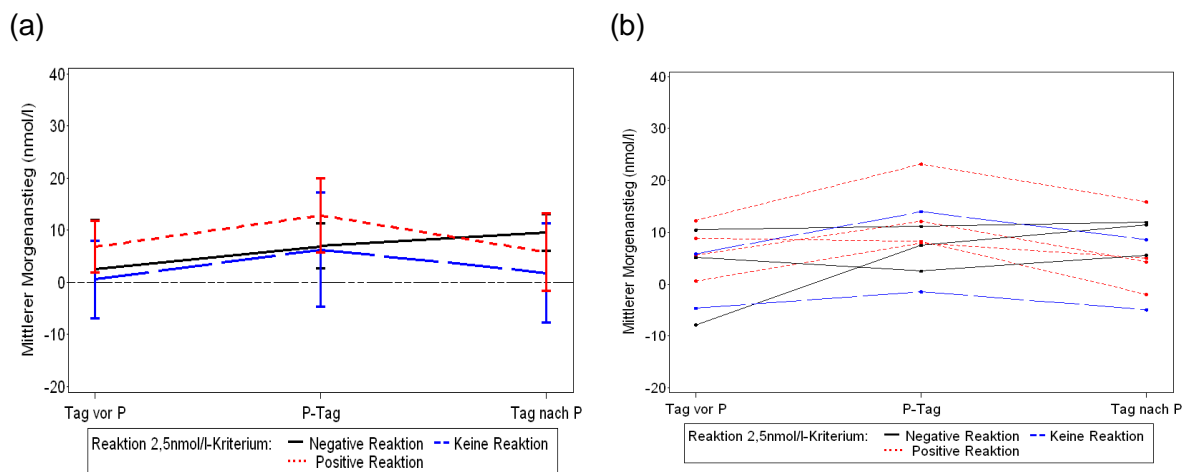 (a)
Mittlerer Morgenanstieg (nmol/l)
40
30
20
10
0
-10
-20
Tag vor P P-Tag Tag nach P
Reaktion 2,5nmol/l-Kriterium: Negative Reaktion Keine Reaktion
Positive Reaktion
(b)
Mittlerer Morgenanstieg (nmol/l)
40
30
20
10
0
-10
-20
Tag vor P P-Tag Tag nach P
Reaktion 2,5nmol/l-Kriterium: Negative Reaktion Keine Reaktion
Positive Reaktion